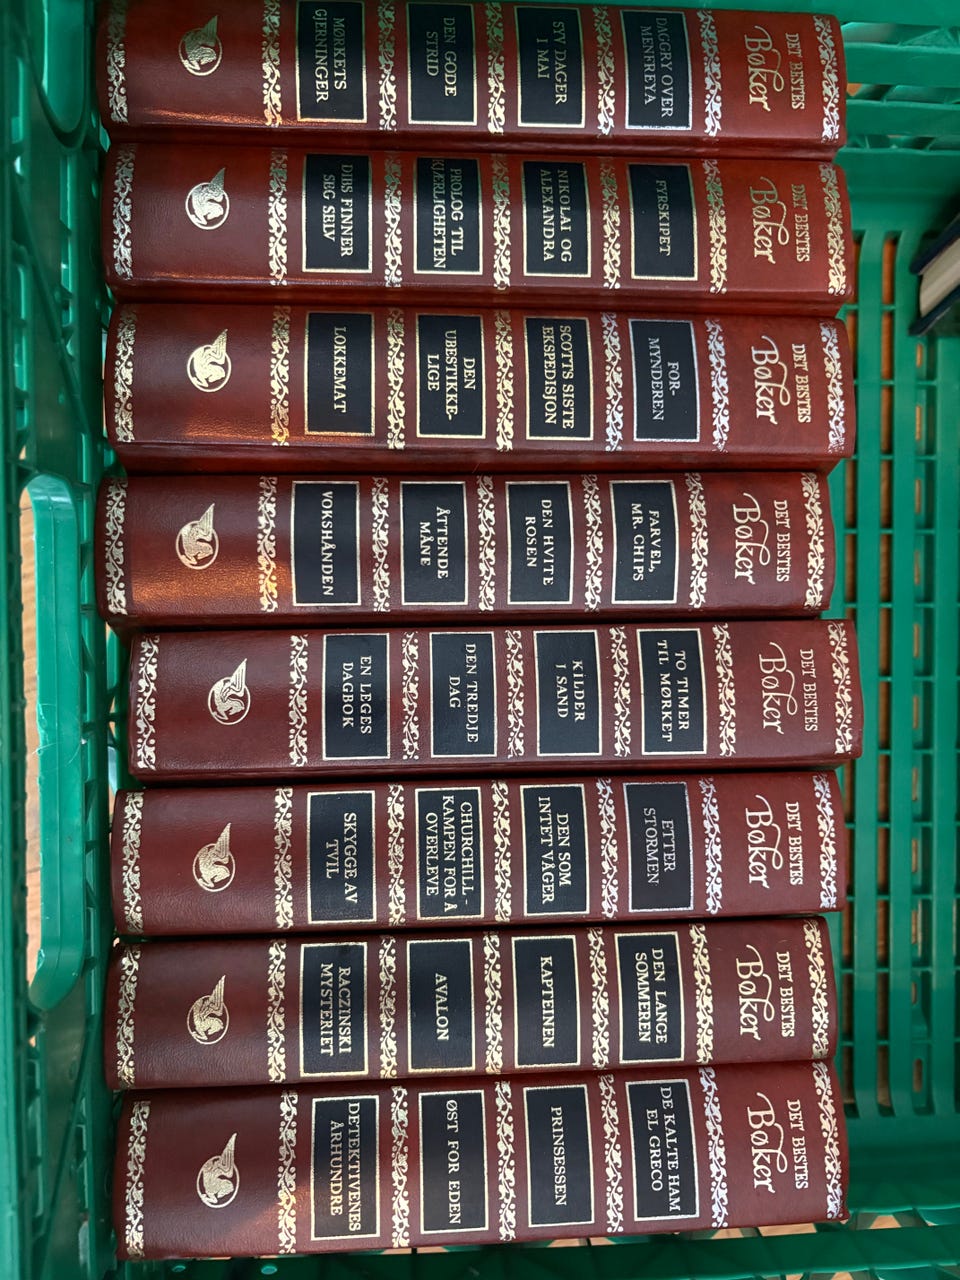 DET BESTES
Bøker
DAGGRY OVER
MENFREYA
SYV DAGER
I MAI
DEN GODE
STRID
MØRKETS
GJERNINGER
DET BESTES
Bøker
FYRSKIPET
NIKOLAI OG
ALEXANDRA
PROLOG TIL
KJÆRLIGHETEN
DIBS FINNER
SEG SELV
DET BESTES
Bøker
FOR-
MYNDEREN
SCOTTS SISTE
EKSPEDISJON
DEN
UBESTIKKE-
LIGE
LOKKEMAT
DET BESTES
Bøker
FARVEL,
MR. CHIPS
DEN HVITE
ROSEN
ÅTTENDE
MÅNE
VOKSHÅNDEN
DET BESTES
Bøker
TO TIMER
TIL MØRKET
KILDER
I SAND
DEN TREDJE
DAG
EN LEGES
DAGBOK
DET BESTES
Bøker
ETTER
STORMEN
DEN SOM
INTET VÅGER
CHURCHILL -
KAMPEN FOR Å
OVERLEVE
SKYGGE AV
TVIL
DET BESTES
Bøker
DEN LANGE
SOMMEREN
KAPTEINEN
AVALON
RACZINSKI
MYSTERIET
DET BESTES
Bøker
DE KALTE HAM
EL GRECO
PRINSESSEN
ØST FOR EDEN
DETEKTIVENES
ÅRHUNDRE